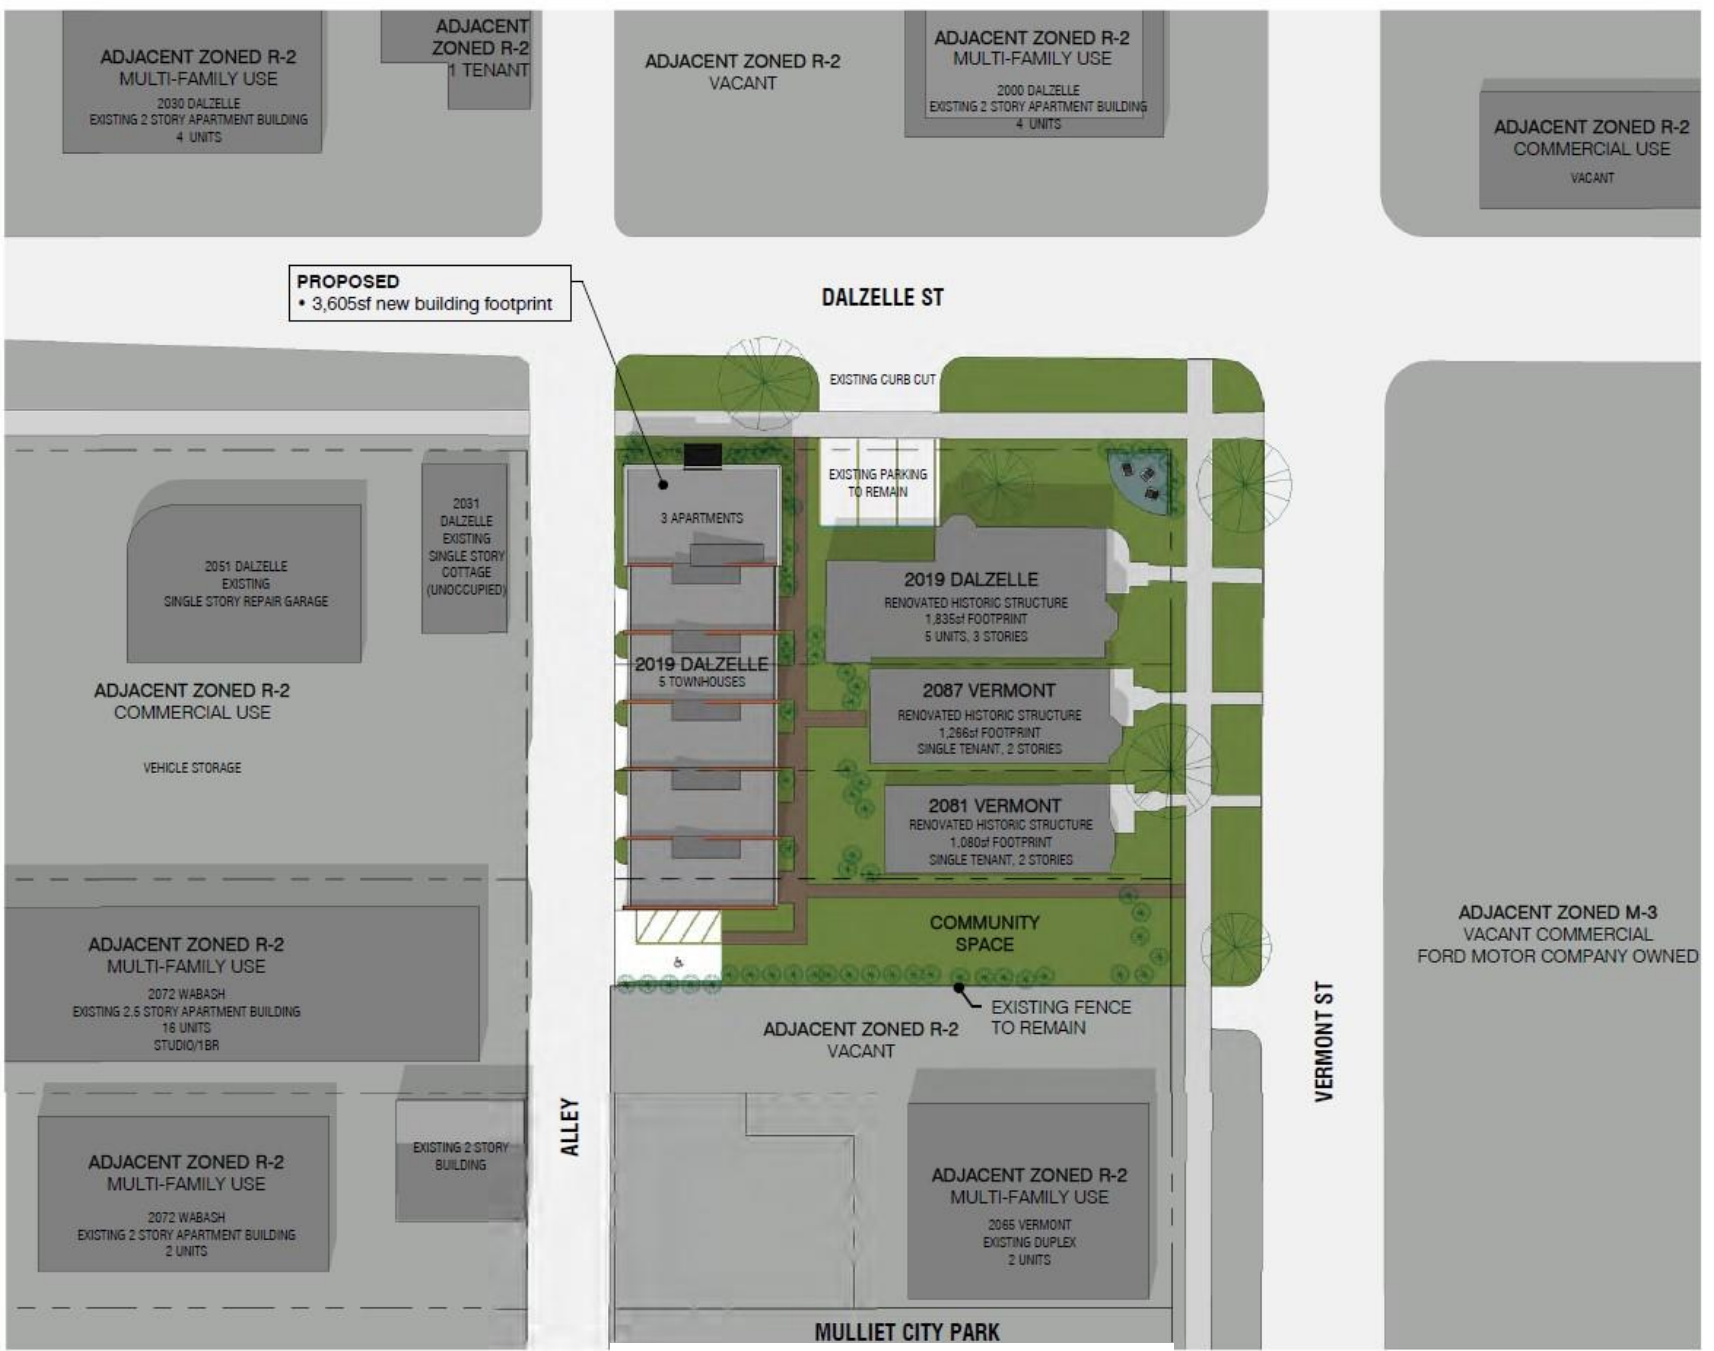 ADJACENT ZONED R-2
MULTI-FAMILY USE
2030 DALZELLE
EXISTING 2 STORY APARTMENT BUILDING
4 UNITS
ADJACENT
ZONED R-2
1 TENANT
ADJACENT ZONED R-2
VACANT
ADJACENT ZONED R-2
MULTI-FAMILY USE
2000 DALZELLE
EXISTING 2 STORY APARTMENT BUILDING
4 UNITS
ADJACENT ZONED R-2
COMMERCIAL USE
VACANT
PROPOSED
• 3,605sf new building footprint
DALZELLE ST
EXISTING CURB CUT
EXISTING PARKING
TO REMAIN
3 APARTMENTS
2019 DALZELLE
5 TOWNHOUSES
2051 DALZELLE
EXISTING
SINGLE STORY REPAIR GARAGE
2031
DALZELLE
EXISTING
SINGLE STORY
COTTAGE
(UNOCCUPIED)
ADJACENT ZONED R-2
COMMERCIAL USE
VEHICLE STORAGE
2019 DALZELLE
RENOVATED HISTORIC STRUCTURE
1,835sf FOOTPRINT
5 UNITS, 3 STORIES
2087 VERMONT
RENOVATED HISTORIC STRUCTURE
1,266sf FOOTPRINT
SINGLE TENANT, 2 STORIES
2081 VERMONT
RENOVATED HISTORIC STRUCTURE
1,080sf FOOTPRINT
SINGLE TENANT, 2 STORIES
COMMUNITY
SPACE
ADJACENT ZONED M-3
VACANT COMMERCIAL
FORD MOTOR COMPANY OWNED
ADJACENT ZONED R-2
MULTI-FAMILY USE
2072 WABASH
EXISTING 2.5 STORY APARTMENT BUILDING
16 UNITS
STUDIO/1BR
EXISTING FENCE
TO REMAIN
ADJACENT ZONED R-2
VACANT
VERMONT ST
ALLEY
EXISTING 2 STORY
BUILDING
ADJACENT ZONED R-2
MULTI-FAMILY USE
2072 WABASH
EXISTING 2 STORY APARTMENT BUILDING
2 UNITS
ADJACENT ZONED R-2
MULTI-FAMILY USE
2065 VERMONT
EXISTING DUPLEX
2 UNITS
MULLIET CITY PARK